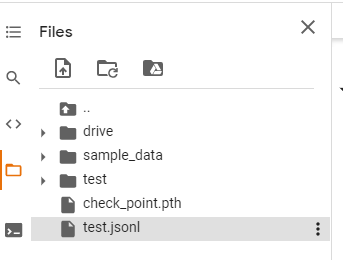 Files
..
drive
sample_data
test
check_point.pth
test.jsonl